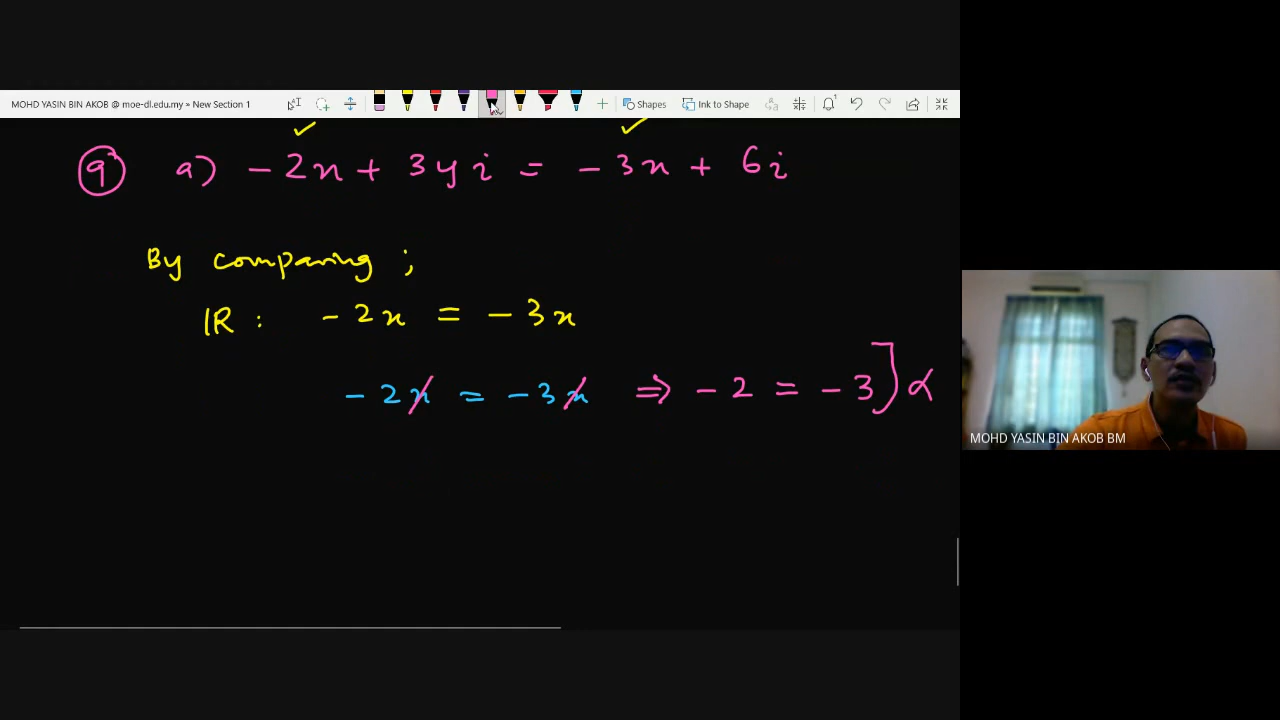 MOHD YASIN BIN AKOB @ moe-dl.edu.my » New Section 1
Shapes
Ink to Shape
9 a) -2x + 3yi = -3x + 6i
By comparing ;
IR : -2x = -3x
-2x = -3x ⇒ -2 = -3
MOHD YASIN BIN AKOB BM